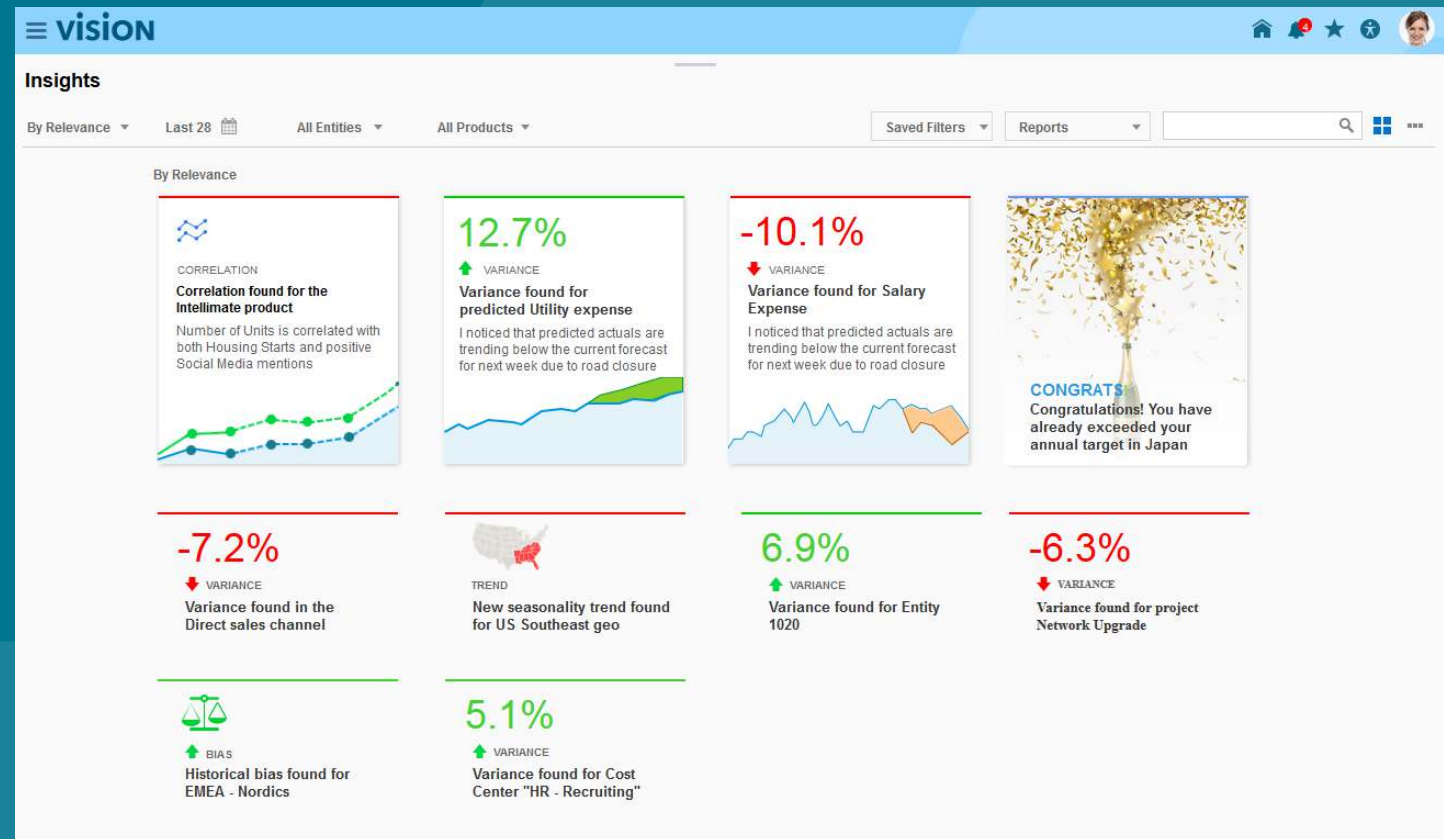 vision
4
Insights
By Relevance
Last 28
All Entities
All Products
Saved Filters
Reports
By Relevance
CORRELATION
Correlation found for the
Intellimate product
Number of Units is correlated with
both Housing Starts and positive
Social Media mentions
12.7%
VARIANCE
Variance found for
predicted Utility expense
I noticed that predicted actuals are
trending below the current forecast
for next week due to road closure
-10.1%
VARIANCE
Variance found for Salary
Expense
I noticed that predicted actuals are
trending below the current forecast
for next week due to road closure
CONGRATS
Congratulations! You have
already exceeded your
annual target in Japan
-7.2%
VARIANCE
Variance found in the
Direct sales channel
TREND
New seasonality trend found
for US Southeast geo
6.9%
VARIANCE
Variance found for Entity
1020
-6.3%
VARIANCE
Variance found for project
Network Upgrade
BIAS
Historical bias found for
EMEA - Nordics
5.1%
VARIANCE
Variance found for Cost
Center "HR - Recruiting"